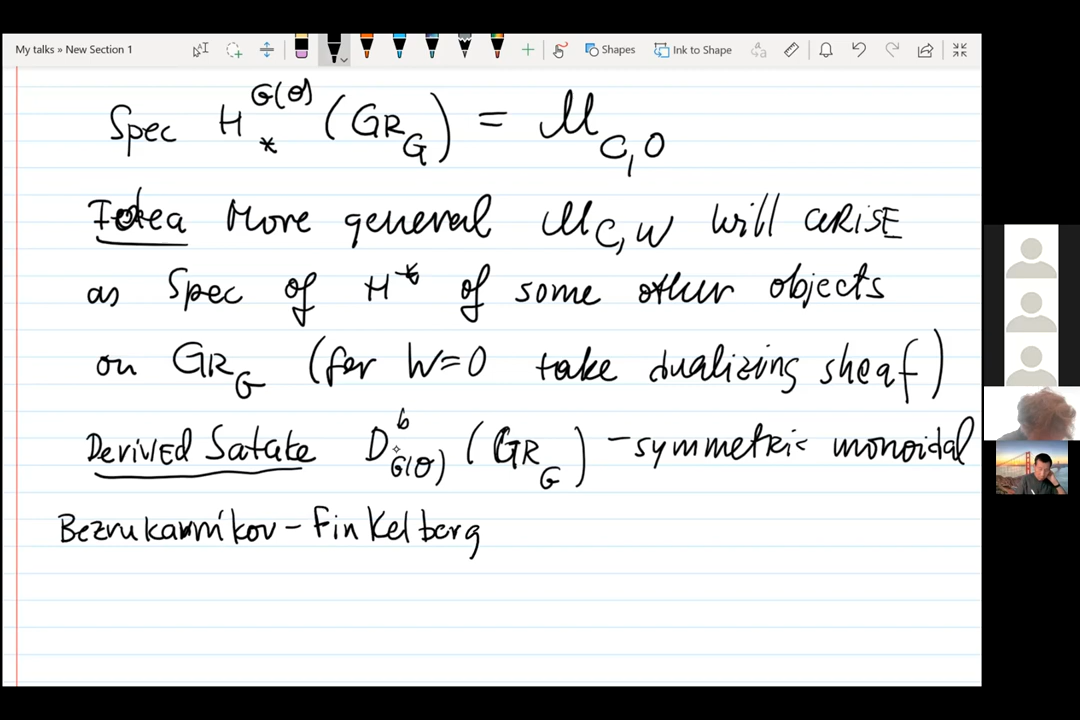 My talks » New Section 1
Shapes
Ink to Shape
Spec H_*^{G(O)} (GR_G) = M_{C,0}
Idea More general M_{C,W} will ARISE
as Spec of H^* of some other objects
on GR_G (for W=0 take dualizing sheaf)
Derived Satake D^b_{G(O)} (GR_G) - symmetric monoidal
Bezrukavnikov - Finkelberg